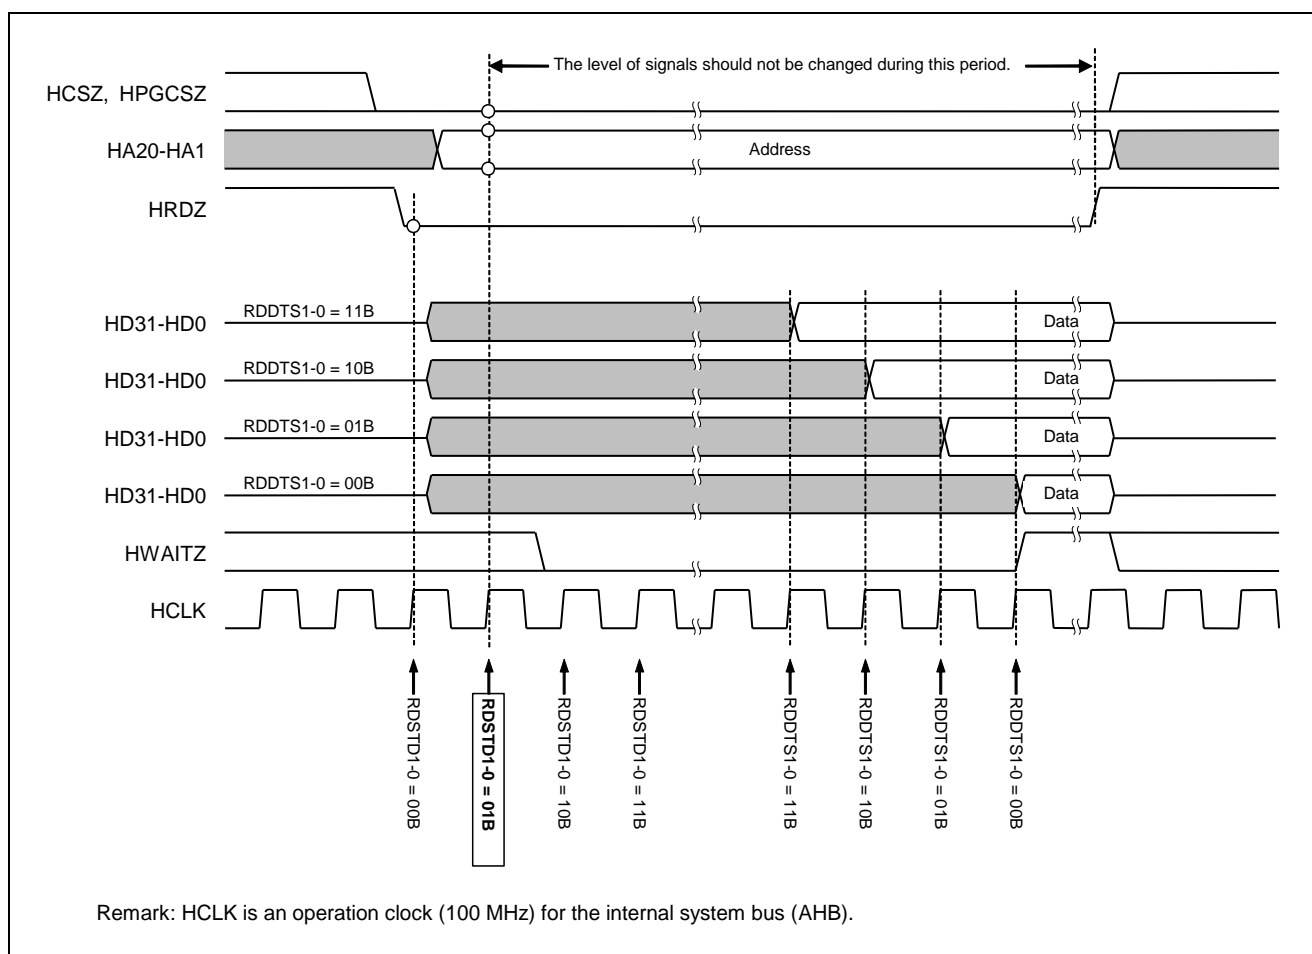 The level of signals should not be changed during this period.
HCSZ, HPGCSZ
HA20-HA1
Address
HRDZ
HD31-HD0
RDDTS1-0 = 11B
Data
HD31-HD0
RDDTS1-0 = 10B
Data
HD31-HD0
RDDTS1-0 = 01B
Data
HD31-HD0
RDDTS1-0 = 00B
Data
HWAITZ
HCLK
RDSTD1-0 = 00B
RDSTD1-0 = 01B
RDSTD1-0 = 10B
RDSTD1-0 = 11B
RDDTS1-0 = 11B
RDDTS1-0 = 10B
RDDTS1-0 = 01B
RDDTS1-0 = 00B
Remark: HCLK is an operation clock (100 MHz) for the internal system bus (AHB).